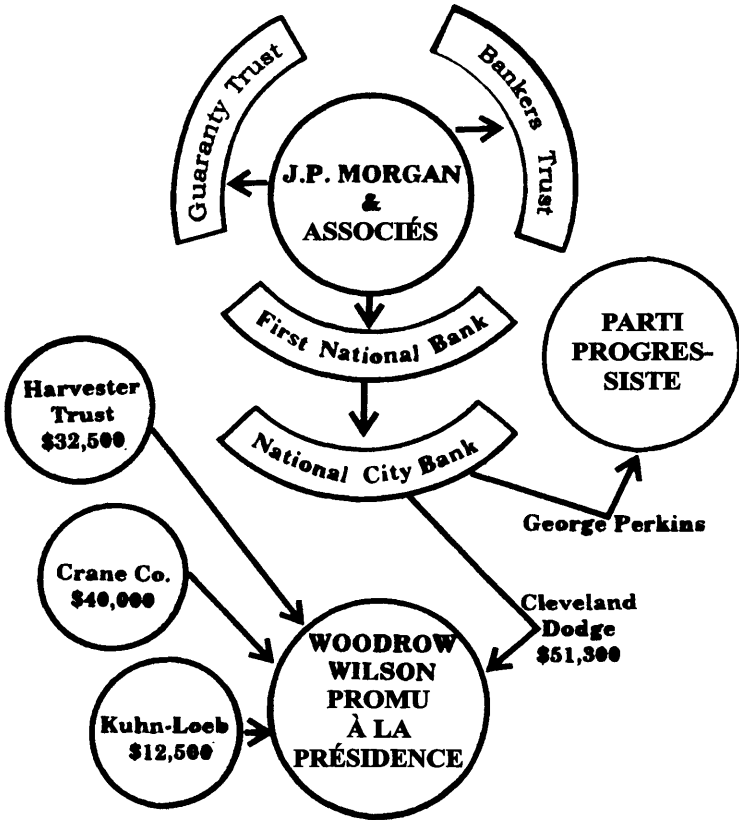 Guaranty Trust
Bankers Trust
J.P. MORGAN
&
ASSOCIÉS
First National Bank
PARTI
PROGRES-
SISTE
Harvester
Trust
$32,500
National City Bank
George Perkins
Crane Co.
$40,000
Cleveland
Dodge
$51,300
WOODROW
WILSON
PROMU
À LA
PRÉSIDENCE
Kuhn-Loeb
$12,500